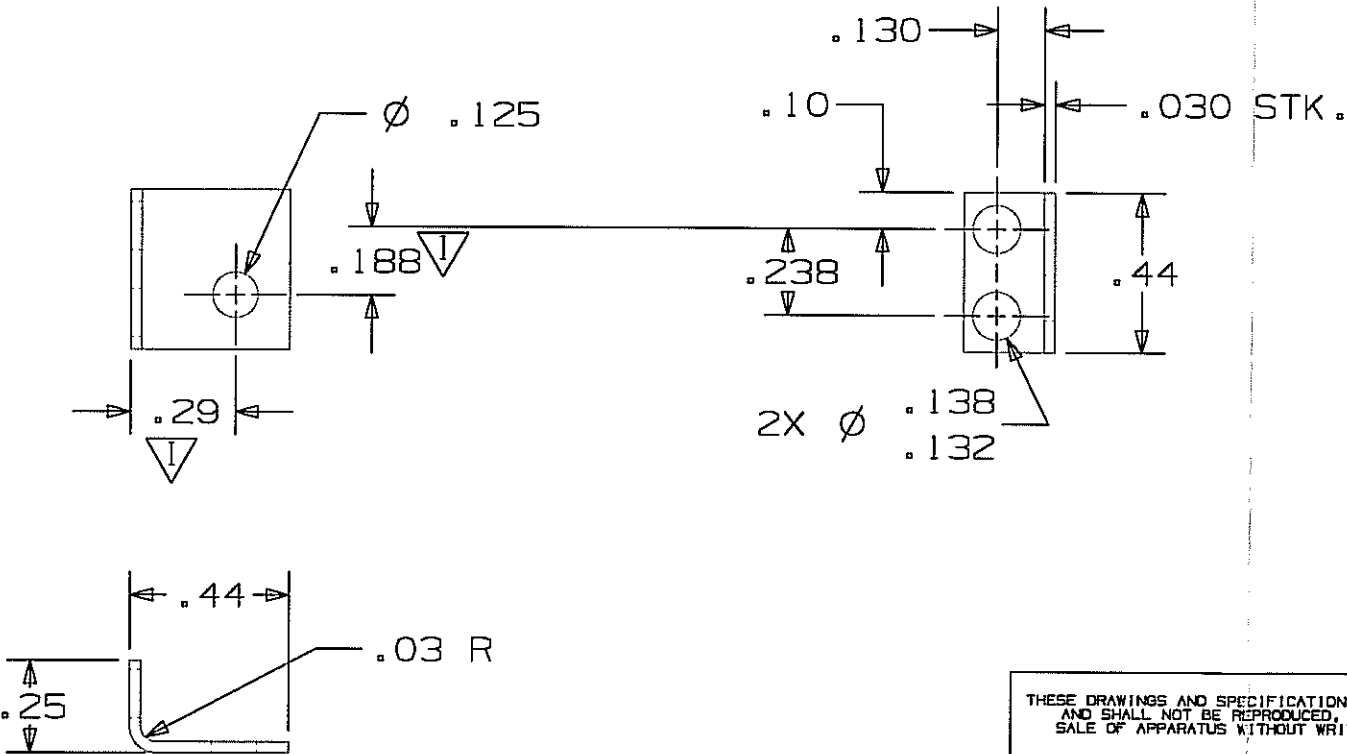 .130
.10
.030 STK.
Ø .125
.188 I
.238
.44
.29
I
2X Ø .138
.132
.44
.03 R
.25
THESE DRAWINGS AND SPECIFICATION
AND SHALL NOT BE REPRODUCED,
SALE OF APPARATUS WITHOUT WRI